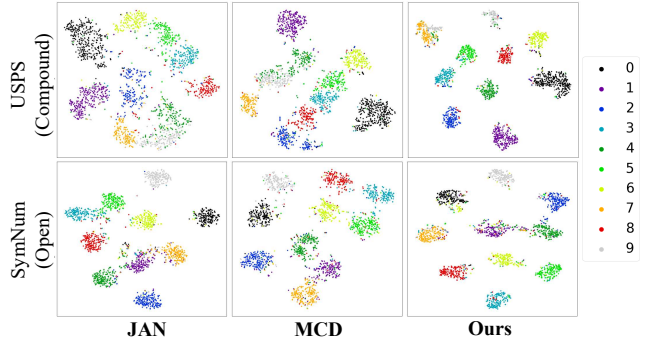 USPS
(Compound)
SymNum
(Open)
JAN
MCD
Ours
0
1
2
3
4
5
6
7
8
9